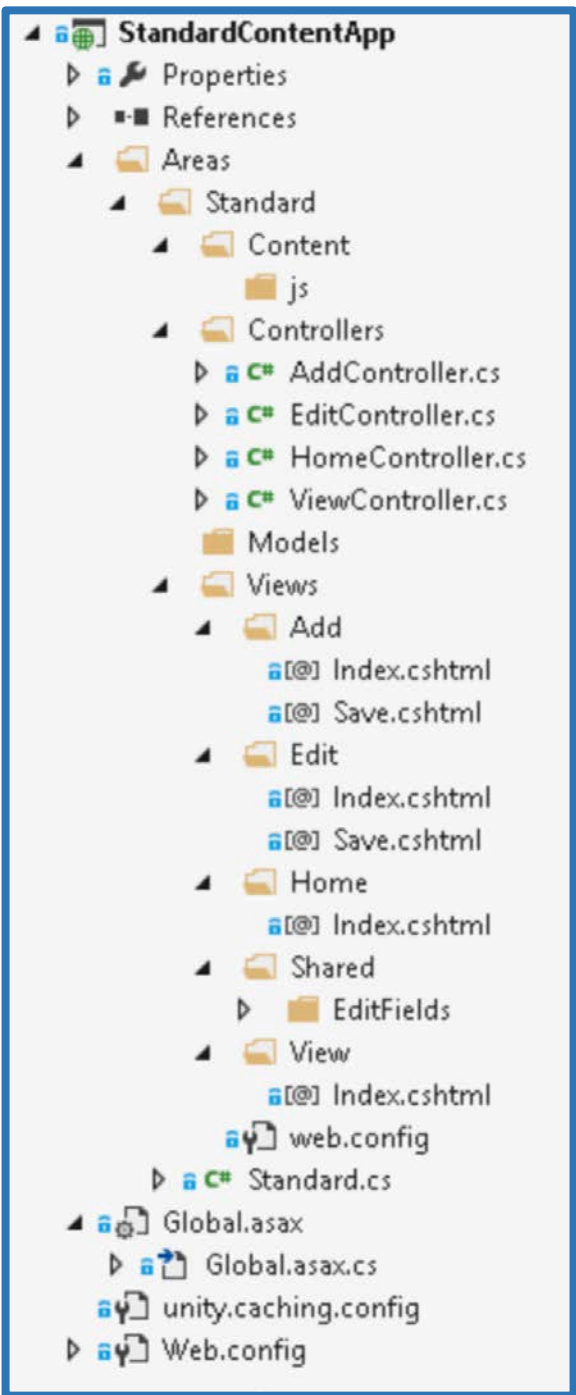 StandardContentApp
Properties
References
Areas
Standard
Content
js
Controllers
C# AddController.cs
C# EditController.cs
C# HomeController.cs
C# ViewController.cs
Models
Views
Add
[@] Index.cshtml
[@] Save.cshtml
Edit
[@] Index.cshtml
[@] Save.cshtml
Home
[@] Index.cshtml
Shared
EditFields
View
[@] Index.cshtml
web.config
C# Standard.cs
Global.asax
Global.asax.cs
unity.caching.config
Web.config